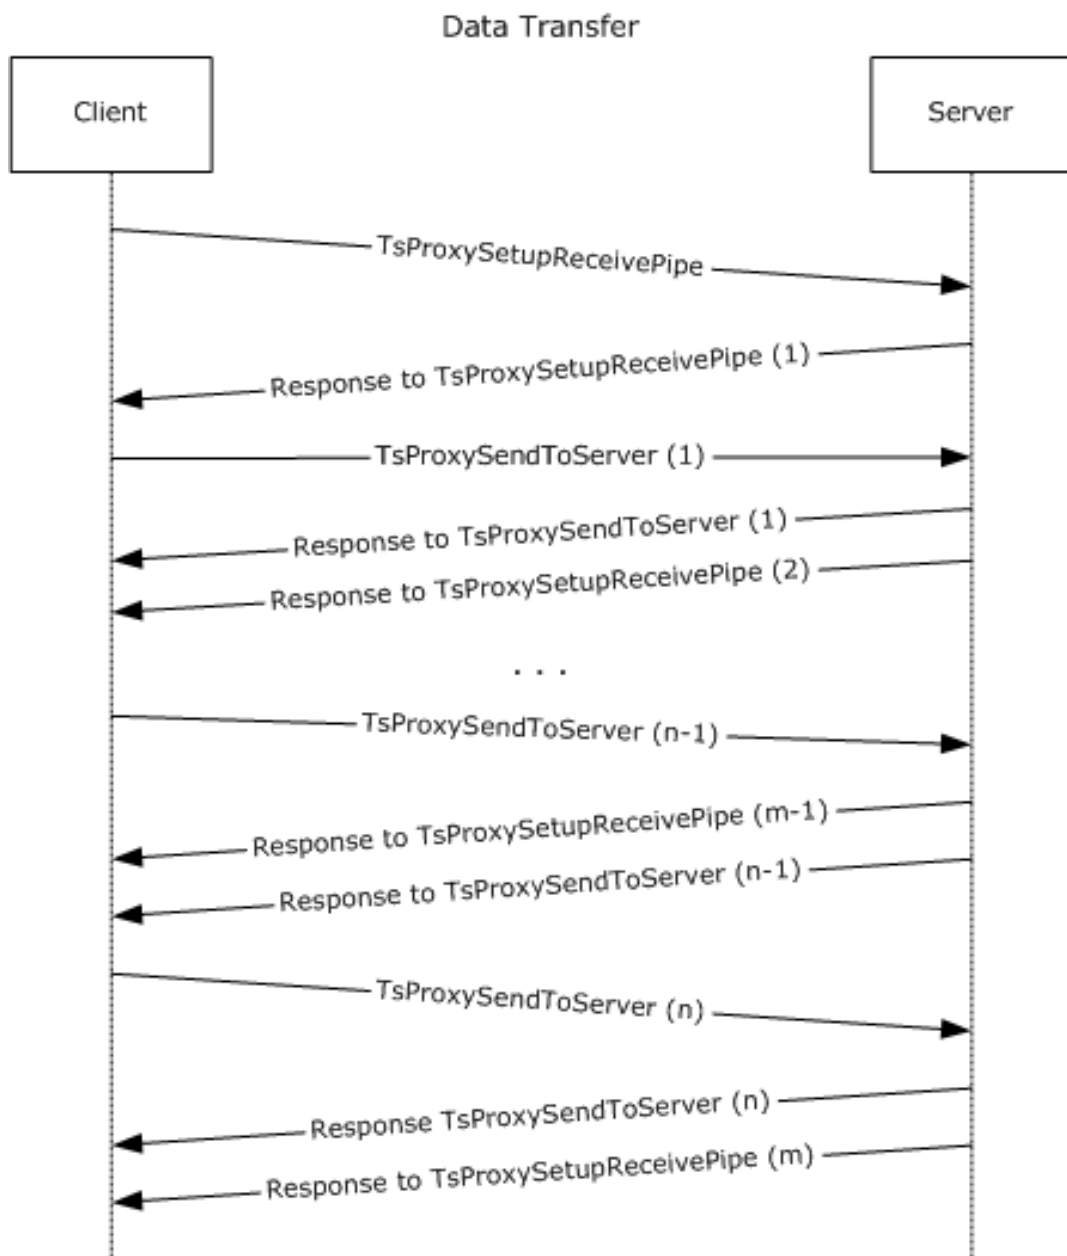 Data Transfer
Client
Server
TsProxySetupReceivePipe
Response to TsProxySetupReceivePipe (1)
TsProxySendToServer (1)
Response to TsProxySendToServer (1)
Response to TsProxySetupReceivePipe (2)
. . .
TsProxySendToServer (n-1)
Response to TsProxySetupReceivePipe (m-1)
Response to TsProxySendToServer (n-1)
TsProxySendToServer (n)
Response TsProxySendToServer (n)
Response to TsProxySetupReceivePipe (m)